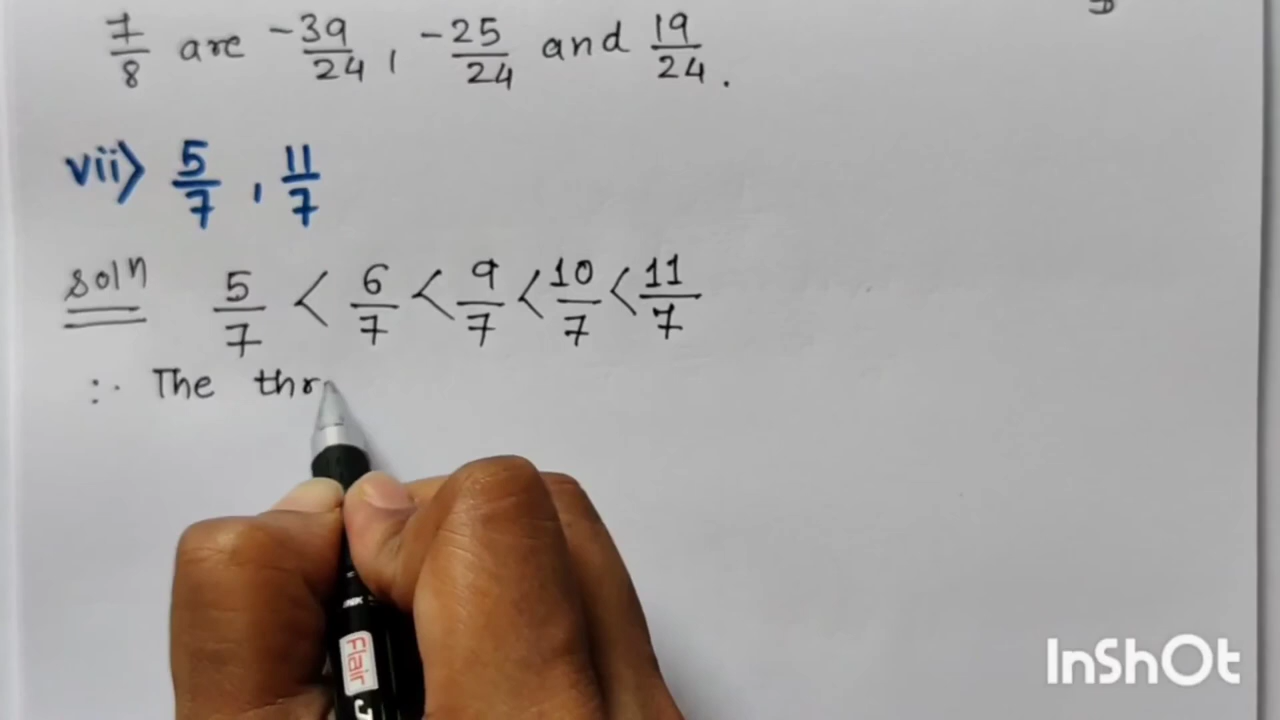 7/8 are -39/24, -25/24 and 19/24.
vii) 5/7, 11/7
Soln 5/7 < 6/7 < 9/7 < 10/7 < 11/7
∴ The thr
Flair
InShOt